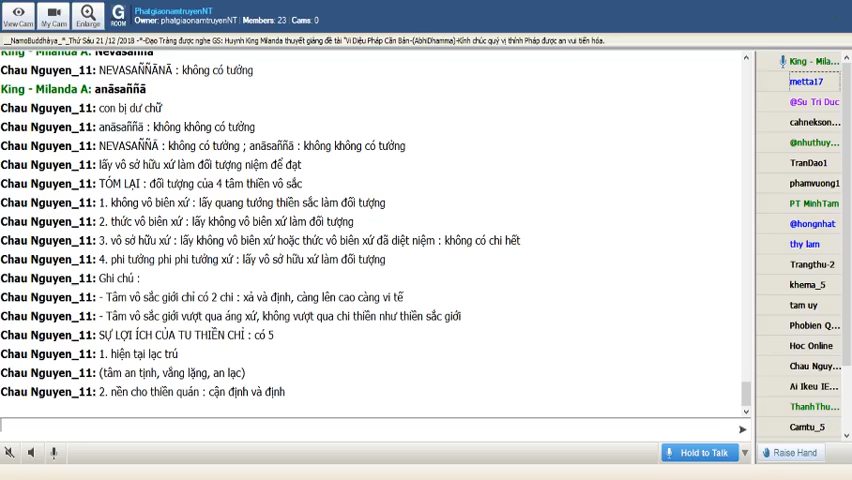 PhatgiaonamtruyenNT
Owner: phatgiaonamtruyenNT | Members: 23 | Cams: 0
View Cam
My Cam
Enlarge
G
ROOM
__NamoBuddhàya_*_Thứ Sáu 21 /12 /2018 -*-Đạo Tràng được nghe GS: Huynh King Milanda thuyết giảng đề tài "Vi Diệu Pháp Căn Bản-(AbhiDhamma)-Kính chúc quý vị thính Pháp được an vui tiến hóa.
King - Milanda A: Nevasaññā
Chau Nguyen_11: NEVASAÑÑĀNĀ : không có tưởng
King - Milanda A: anāsaññā
Chau Nguyen_11: con bị dư chữ
Chau Nguyen_11: anāsaññā : không không có tưởng
Chau Nguyen_11: NEVASAÑÑĀ : không có tưởng ; anāsaññā : không không có tưởng
Chau Nguyen_11: lấy vô sở hữu xứ làm đối tượng niệm để đạt
Chau Nguyen_11: TÓM LẠI : đối tượng của 4 tâm thiền vô sắc
Chau Nguyen_11: 1. không vô biên xứ : lấy quang tướng thiền sắc làm đối tượng
Chau Nguyen_11: 2. thức vô biên xứ : lấy không vô biên xứ làm đối tượng
Chau Nguyen_11: 3. vô sở hữu xứ : lấy không vô biên xứ hoặc thức vô biên xứ đã diệt niệm : không có chi hết
Chau Nguyen_11: 4. phi tưởng phi phi tưởng xứ : lấy vô sở hữu xứ làm đối tượng
Chau Nguyen_11: Ghi chú :
Chau Nguyen_11: - Tâm vô sắc giới chỉ có 2 chi : xả và định, càng lên cao càng vi tế
Chau Nguyen_11: - Tâm vô sắc giới vượt qua áng xứ, không vượt qua chi thiền như thiền sắc giới
Chau Nguyen_11: SỰ LỢI ÍCH CỦA TU THIỀN CHỈ : có 5
Chau Nguyen_11: 1. hiện tại lạc trú
Chau Nguyen_11: (tâm an tịnh, vắng lặng, an lạc)
Chau Nguyen_11: 2. nền cho thiền quán : cận định và định
King - Mila...
metta17
@Su Tri Duc
cahnekson...
@nhuthuy...
TranDao1
phamvuong1
PT MinhTam
@hongnhat
thy lam
Trangthu-2
khema_5
tam uy
Phobien Q...
Hoc Online
Chau Nguy...
Ai Ikeu IE...
ThanhThu...
Camtu_5
Hold to Talk
Raise Hand